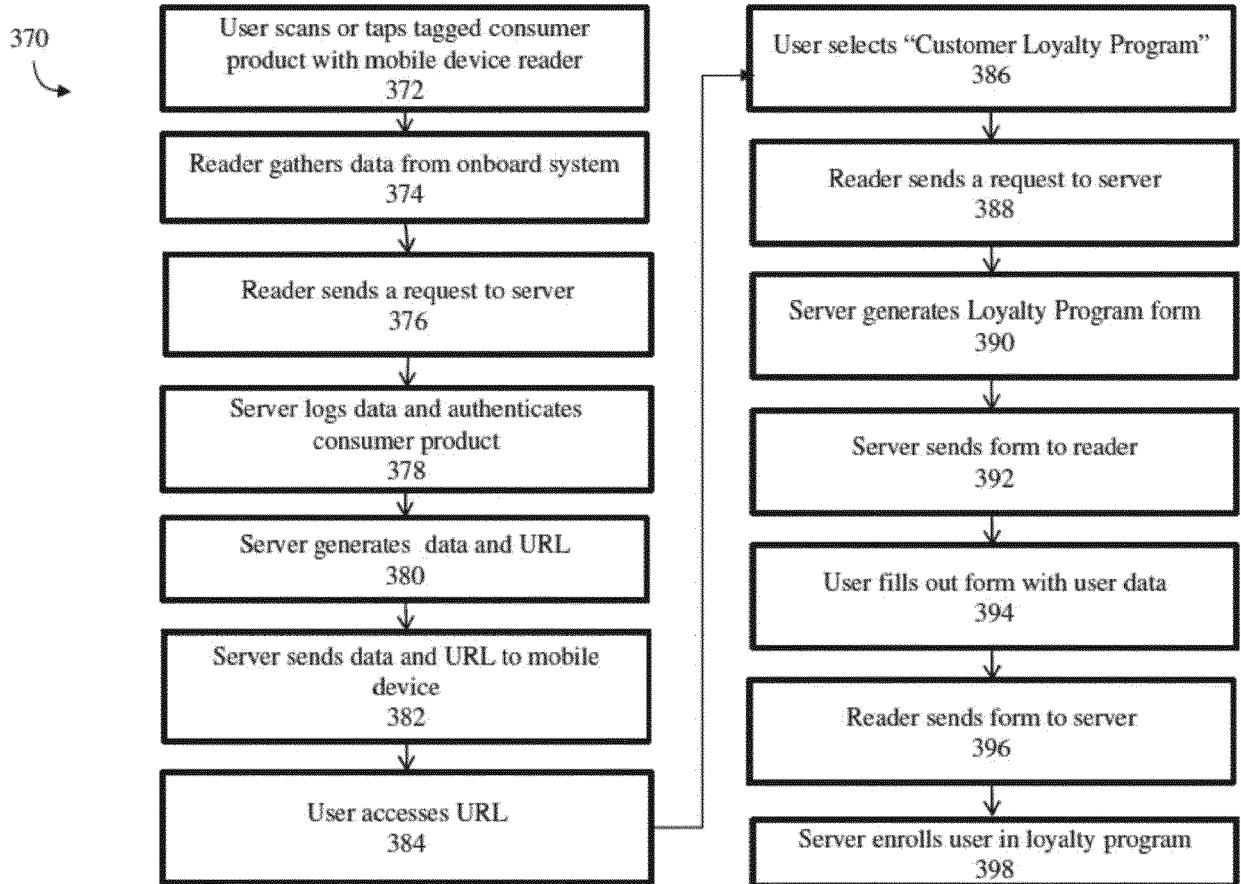 370
User scans or taps tagged consumer
product with mobile device reader
372
Reader gathers data from onboard system
374
Reader sends a request to server
376
Server logs data and authenticates
consumer product
378
Server generates data and URL
380
Server sends data and URL to mobile
device
382
User accesses URL
384
User selects “Customer Loyalty Program”
386
Reader sends a request to server
388
Server generates Loyalty Program form
390
Server sends form to reader
392
User fills out form with user data
394
Reader sends form to server
396
Server enrolls user in loyalty program
398